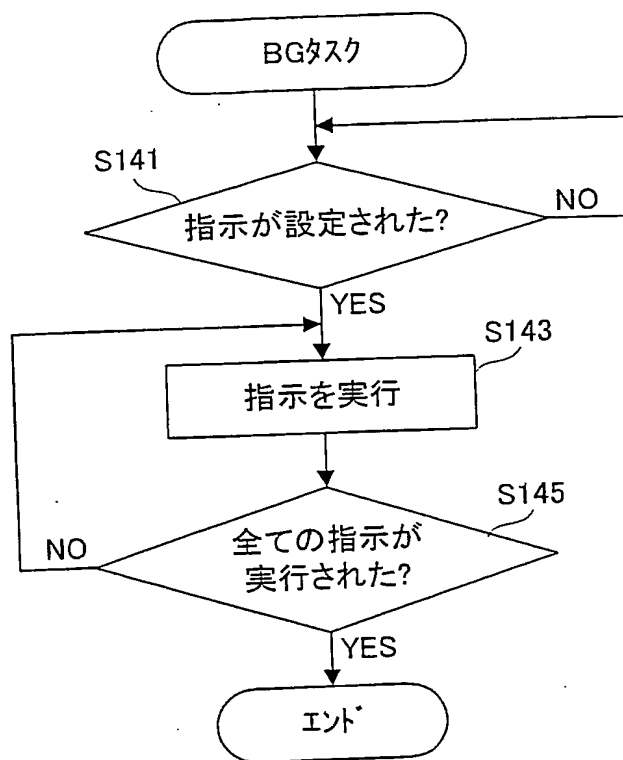 BGタスク
S141
指示が設定された?
NO
YES
S143
指示を実行
S145
全ての指示が
実行された?
NO
YES
エンド